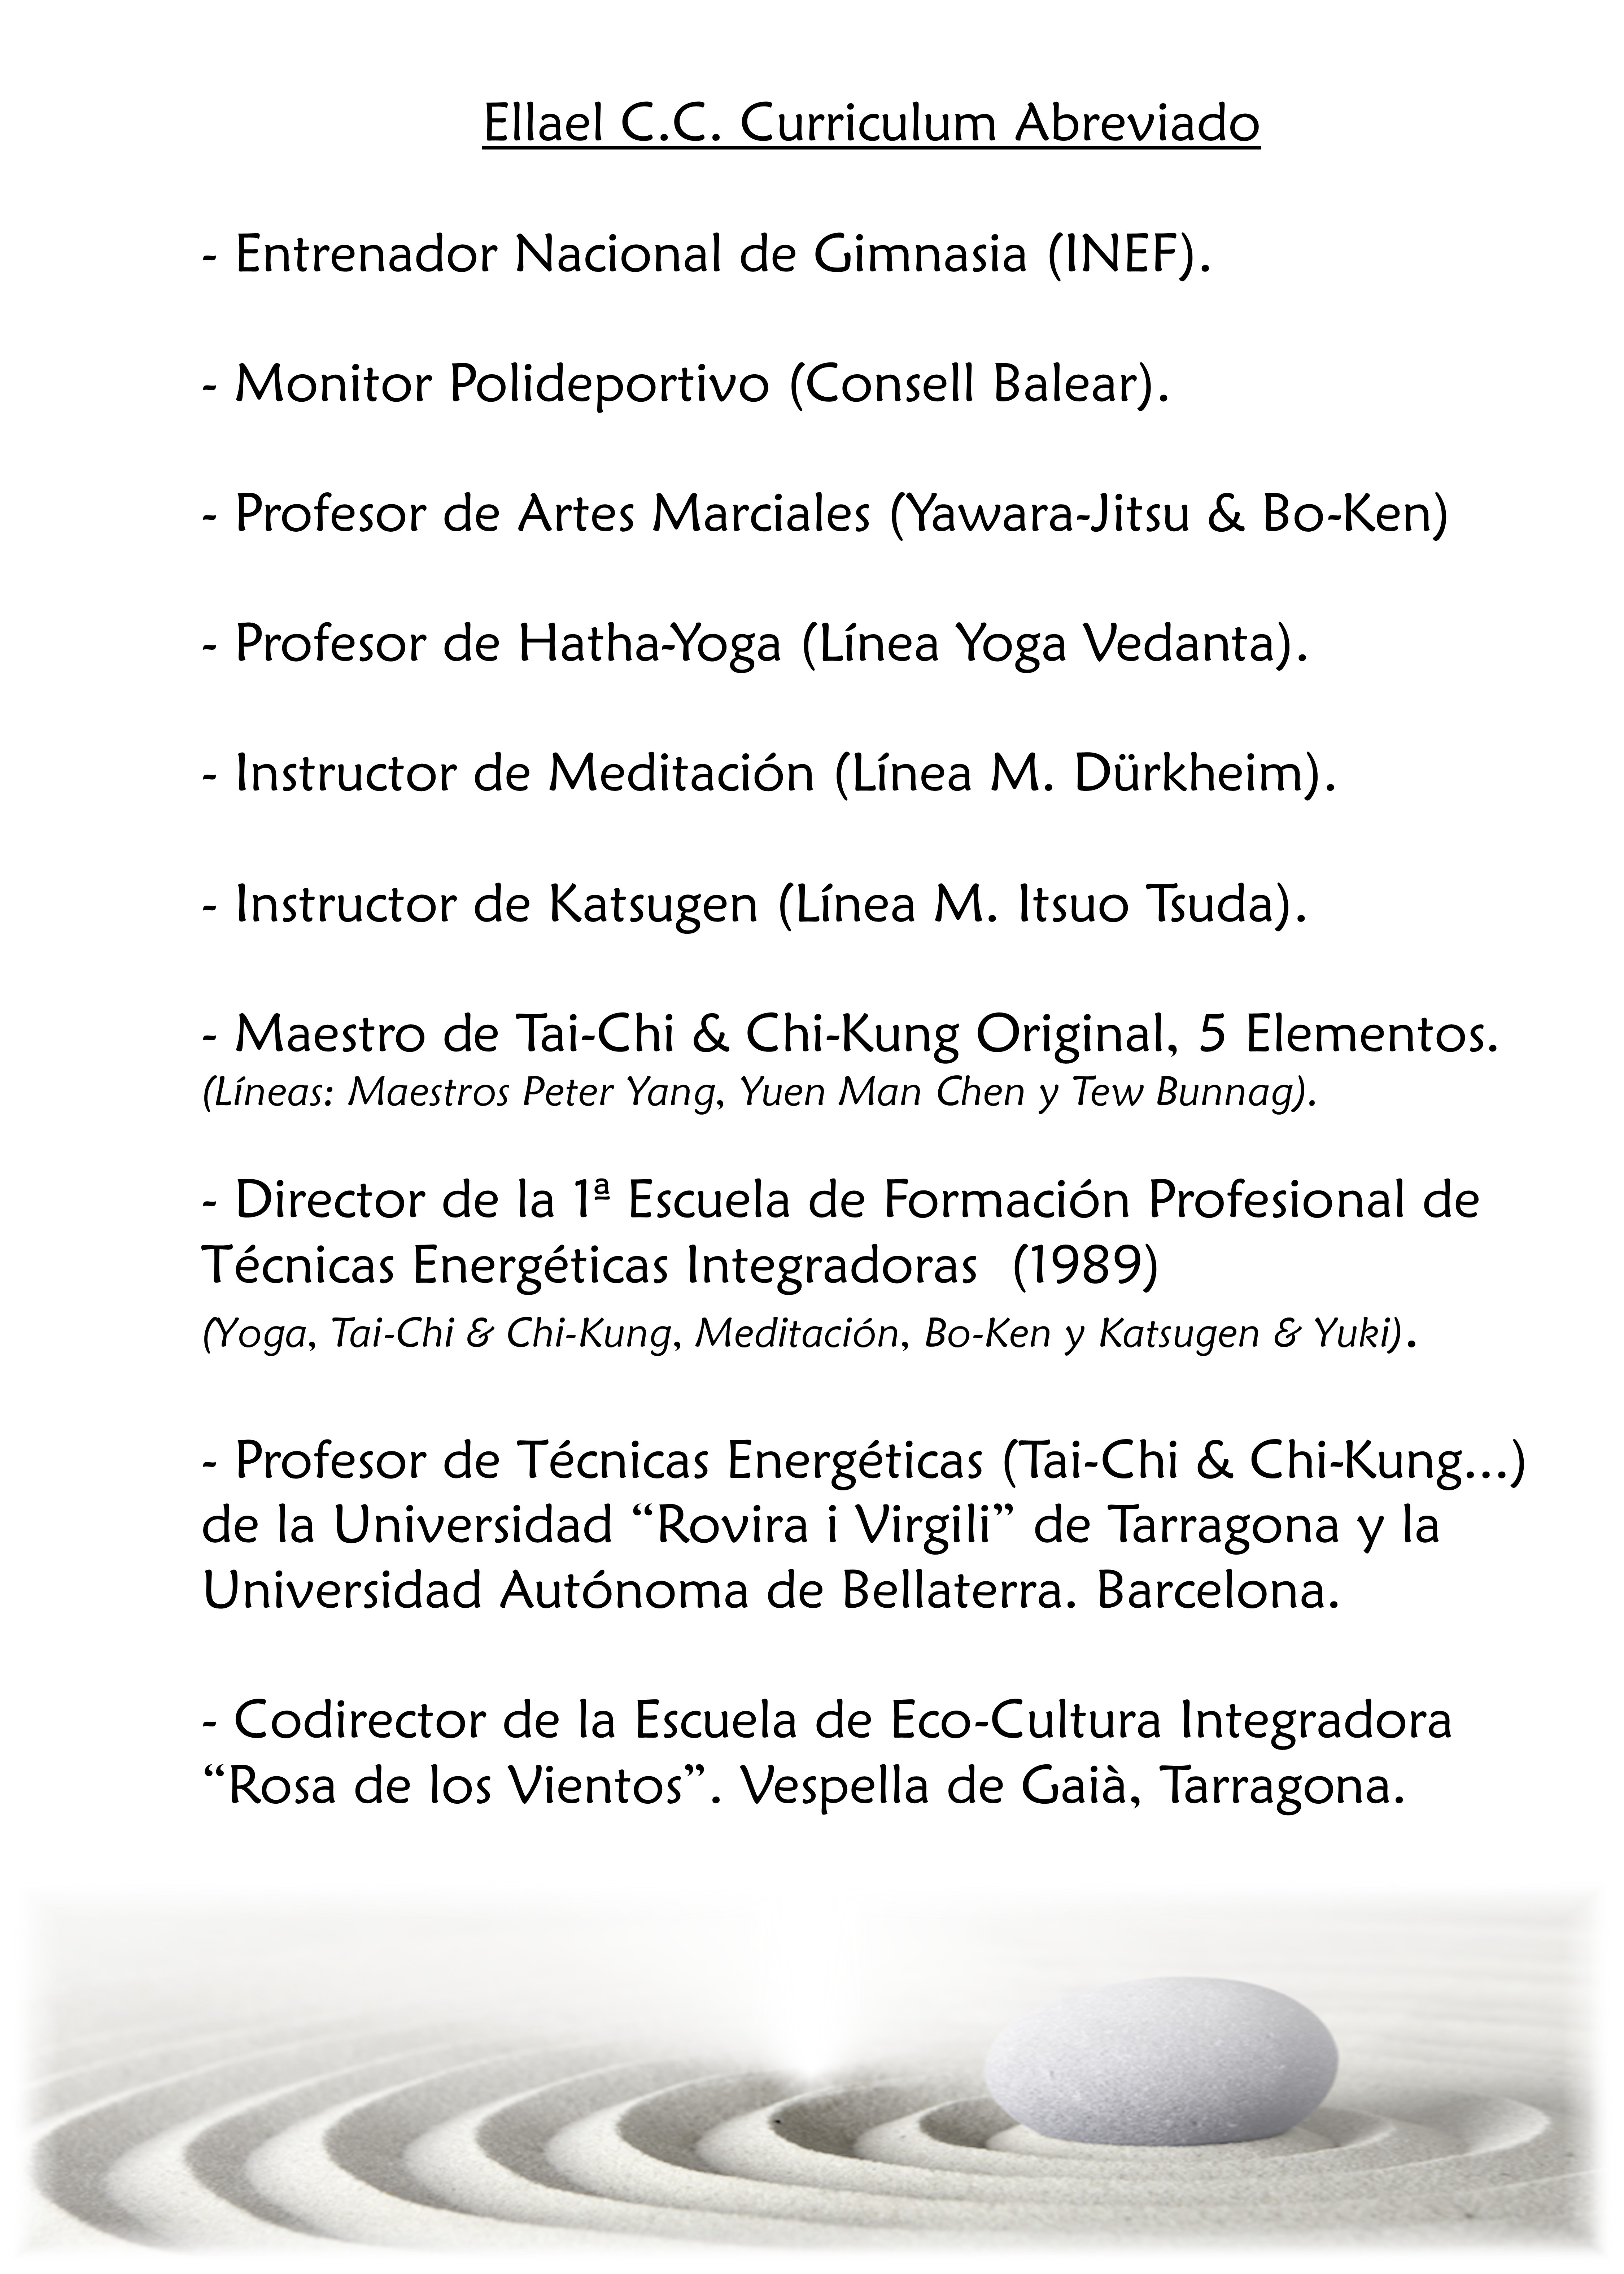 Ellael C.C. Curriculum Abreviado
- Entrenador Nacional de Gimnasia (INEF).
- Monitor Polideportivo (Consell Balear).
- Profesor de Artes Marciales (Yawara-Jitsu & Bo-Ken)
- Profesor de Hatha-Yoga (Línea Yoga Vedanta).
- Instructor de Meditación (Línea M. Dürkheim).
- Instructor de Katsugen (Línea M. Itsuo Tsuda).
- Maestro de Tai-Chi & Chi-Kung Original, 5 Elementos.
(Líneas: Maestros Peter Yang, Yuen Man Chen y Tew Bunnag).
- Director de la 1ª Escuela de Formación Profesional de
Técnicas Energéticas Integradoras  (1989)
(Yoga, Tai-Chi & Chi-Kung, Meditación, Bo-Ken y Katsugen & Yuki).
- Profesor de Técnicas Energéticas (Tai-Chi & Chi-Kung...)
de la Universidad “Rovira i Virgili” de Tarragona y la
Universidad Autónoma de Bellaterra. Barcelona.
- Codirector de la Escuela de Eco-Cultura Integradora
“Rosa de los Vientos”. Vespella de Gaià, Tarragona.